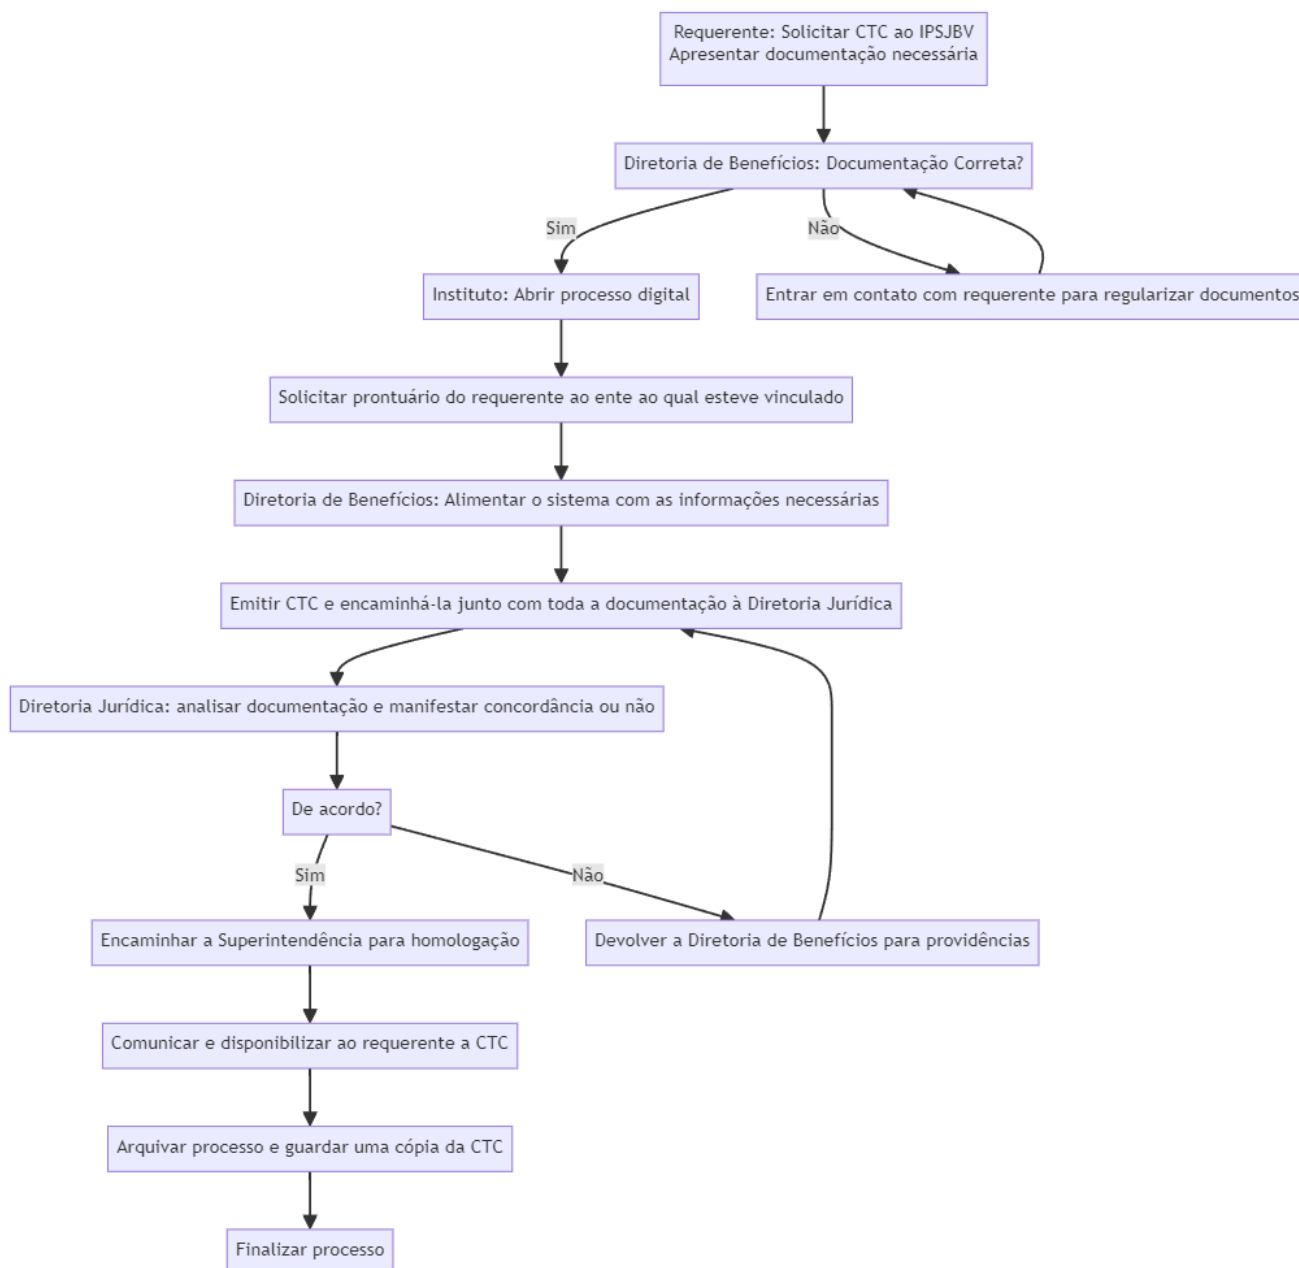 Requerente: Solicitar CTC ao IPSJBV
Apresentar documentação necessária
Diretoria de Benefícios: Documentação Correta?
Sim
Não
Instituto: Abrir processo digital
Entrar em contato com requerente para regularizar documentos
Solicitar prontuário do requerente ao ente ao qual esteve vinculado
Diretoria de Benefícios: Alimentar o sistema com as informações necessárias
Emitir CTC e encaminhá-la junto com toda a documentação à Diretoria Jurídica
Diretoria Jurídica: analisar documentação e manifestar concordância ou não
De acordo?
Sim
Não
Encaminhar a Superintendência para homologação
Devolver a Diretoria de Benefícios para providências
Comunicar e disponibilizar ao requerente a CTC
Arquivar processo e guardar uma cópia da CTC
Finalizar processo